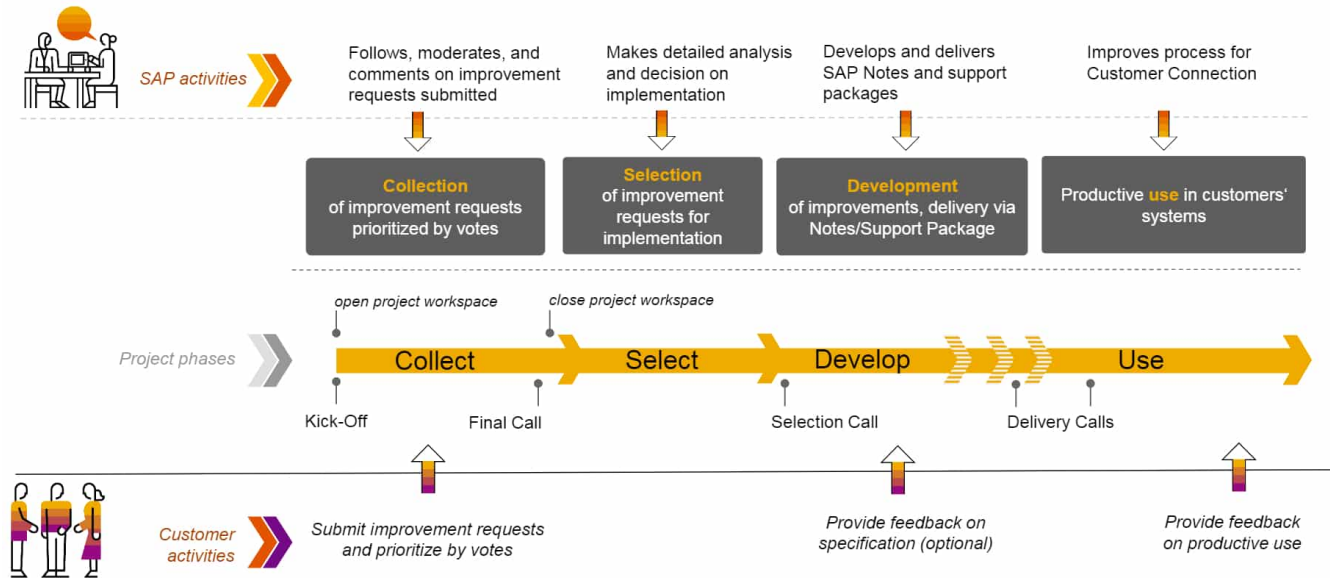 SAP activities
Follows, moderates, and
comments on improvement
requests submitted
Makes detailed analysis
and decision on
implementation
Develops and delivers
SAP Notes and support
packages
Improves process for
Customer Connection
Collection
of improvement requests
prioritized by votes
Selection
of improvement
requests for
implementation
Development
of improvements, delivery via
Notes/Support Package
Productive use in customers'
systems
open project workspace
close project workspace
Project phases
Collect
Select
Develop
Use
Kick-Off
Final Call
Selection Call
Delivery Calls
Customer
activities
Submit improvement requests
and prioritize by votes
Provide feedback on
specification (optional)
Provide feedback
on productive use